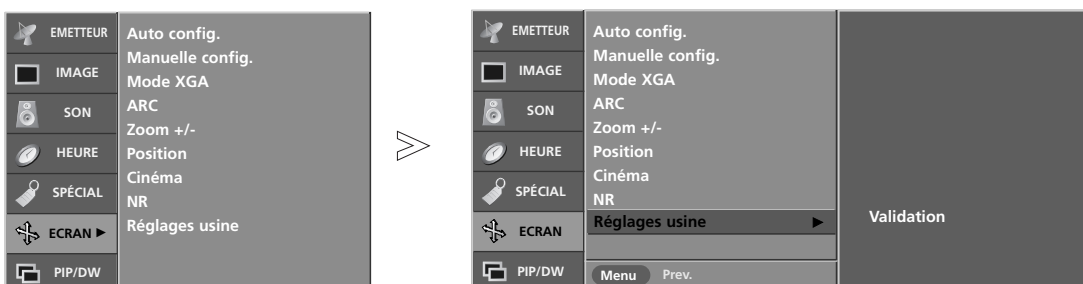 EMETTEUR
IMAGE
SON
HEURE
SPÉCIAL
ECRAN ►
PIP/DW
Auto config.
Manuelle config.
Mode XGA
ARC
Zoom +/-
Position
Cinéma
NR
Réglages usine
EMETTEUR
IMAGE
SON
HEURE
SPÉCIAL
ECRAN
PIP/DW
Auto config.
Manuelle config.
Mode XGA
ARC
Zoom +/-
Position
Cinéma
NR
Réglages usine ►
Menu Prev.
Validation